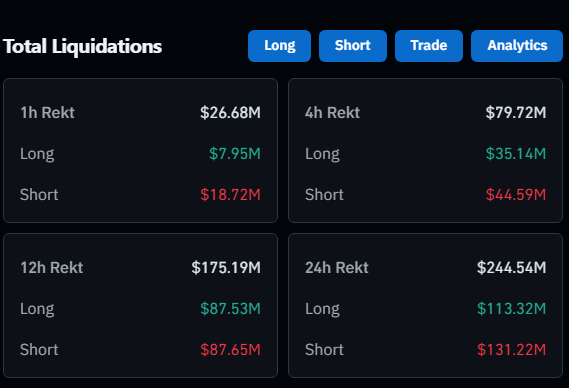 Total Liquidations Long Short Trade Analytics
1h Rekt $26.68M
Long $7.95M
Short $18.72M
4h Rekt $79.72M
Long $35.14M
Short $44.59M
12h Rekt $175.19M
Long $87.53M
Short $87.65M
24h Rekt $244.54M
Long $113.32M
Short $131.22M